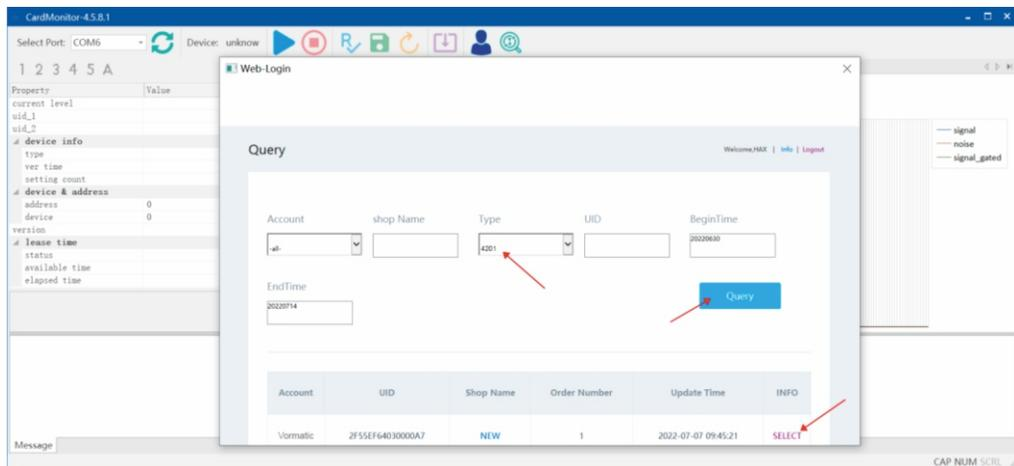 CardMonitor-4.5.8.1
Select Port: COM6 Device: unknow
1 2 3 4 5 A
Web-Login
Property Value
current level
uid_1
uid_2
device info
type
ver time
setting count
device & address
address 0
device 0
version
lease time
status
available time
elapsed time
Query
Welcome,HAX | Info | Logout
Account shop Name Type UID BeginTime
-all- 4201 20220630
EndTime
20220714
Query
signal
noise
signal_gated
Account UID Shop Name Order Number Update Time INFO
Vormatic 2F55EF64030000A7 NEW 1 2022-07-07 09:45:21 SELECT
Message
CAP NUM SCRL